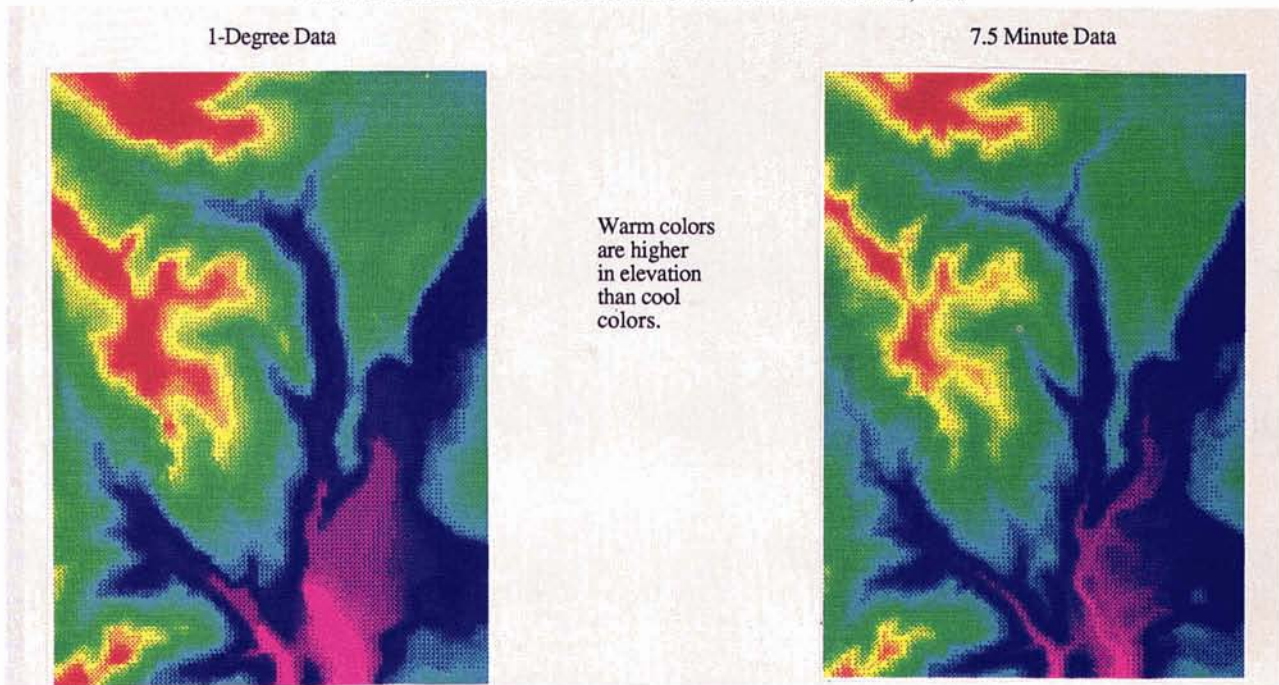 1-Degree Data
7.5 Minute Data
Warm colors
are higher
in elevation
than cool
colors.